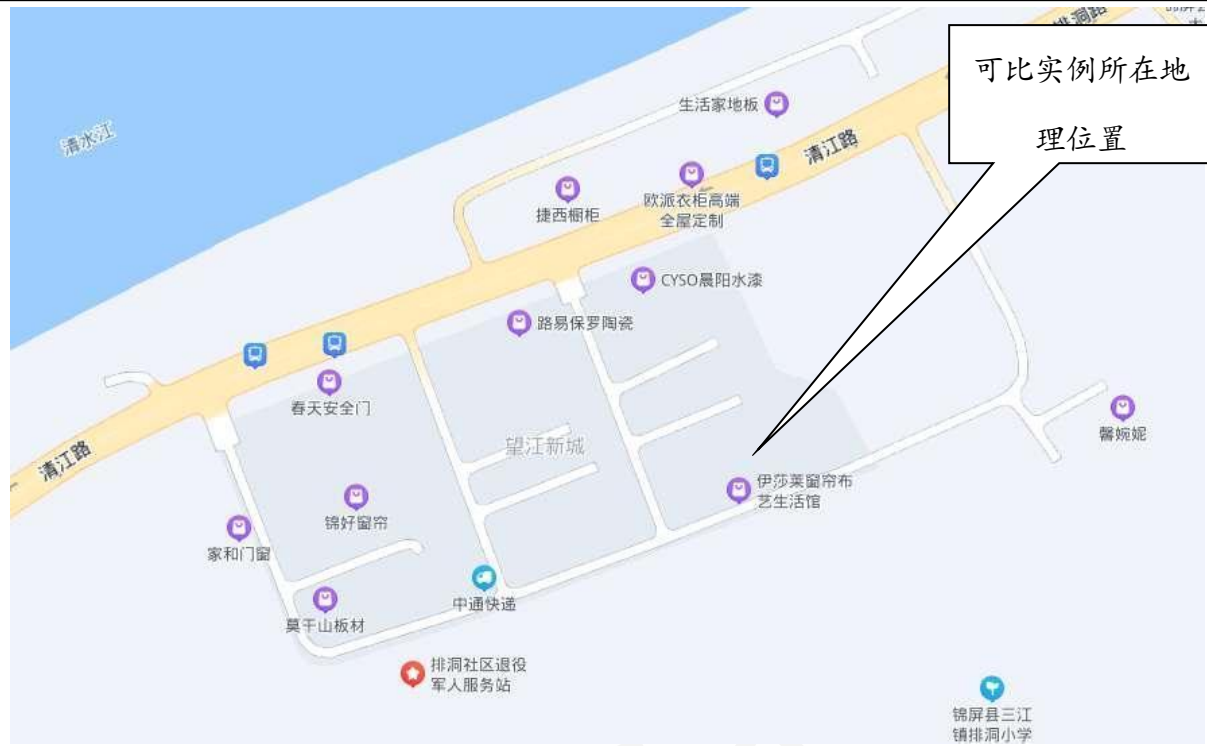 排洞路
可比实例所在地
理位置
生活家地板
清水江
清江路
欧派衣柜高端
全屋定制
捷西橱柜
CYSO晨阳水漆
路易保罗陶瓷
春天安全门
馨婉妮
望江新城
清江路
伊莎莱窗帘布
艺生活馆
锦好窗帘
家和门窗
中通快递
莫干山板材
排洞社区退役
军人服务站
锦屏县三江
镇排洞小学